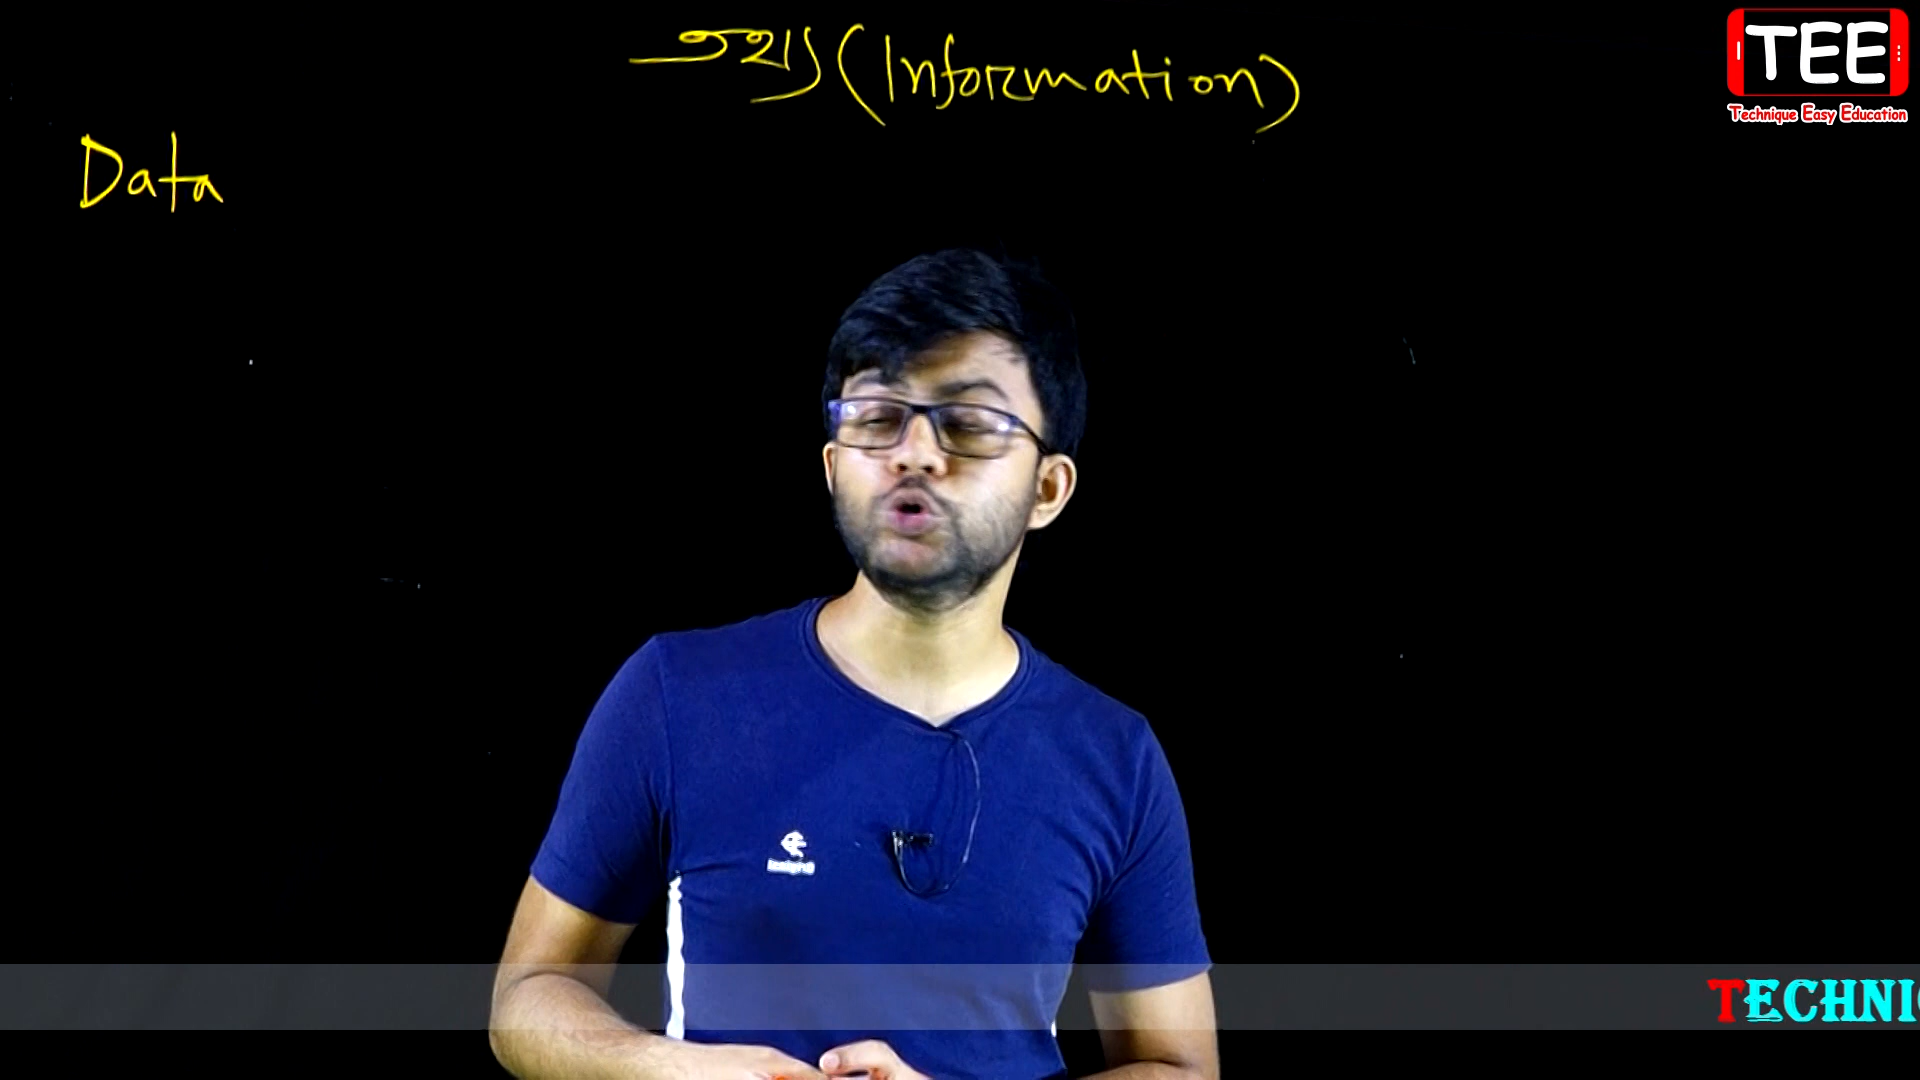 তথ্য (Information)
TEE
Technique Easy Education
Data
TECHNI